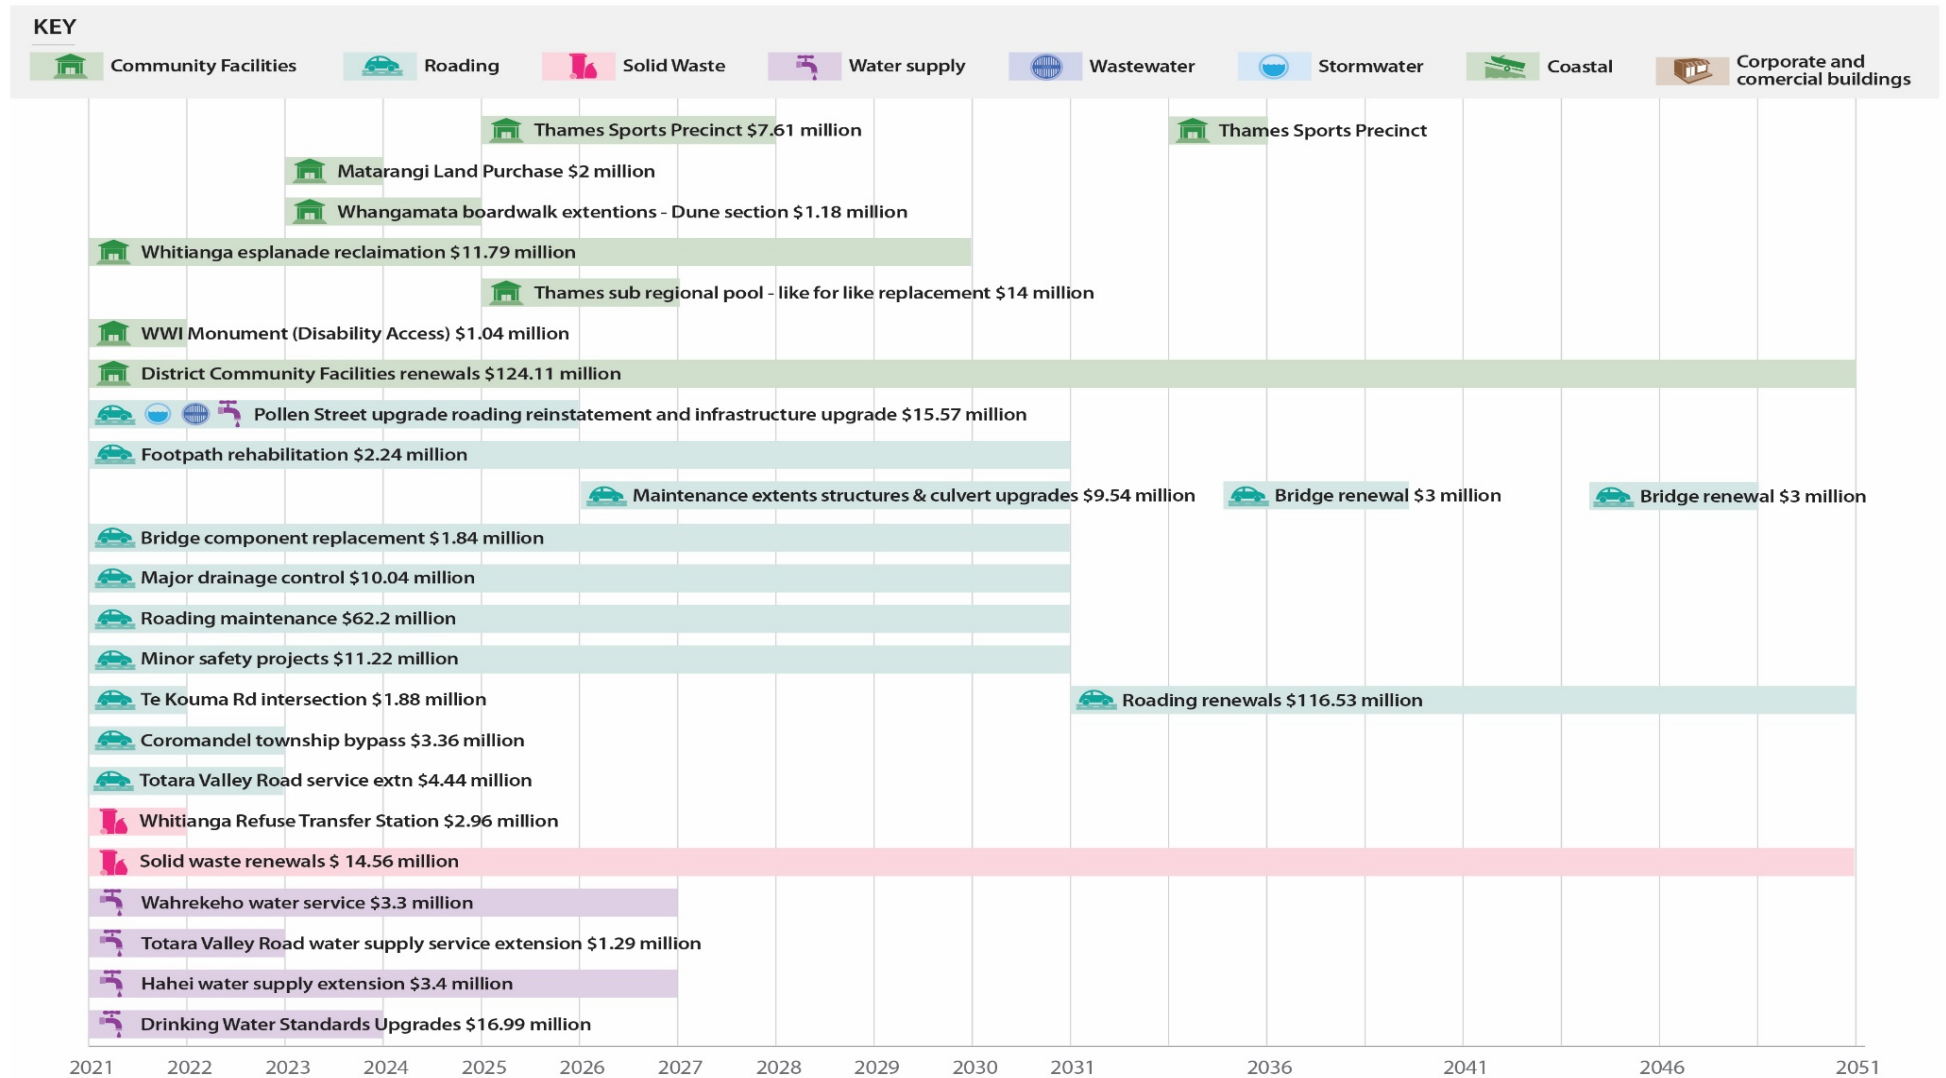 KEY
Community Facilities
Roading
Solid Waste
Water supply
Wastewater
Stormwater
Coastal
Corporate and
comercial buildings
Thames Sports Precinct $7.61 million
Thames Sports Precinct
Matarangi Land Purchase $2 million
Whangamata boardwalk extentions - Dune section $1.18 million
Whitianga esplanade reclaimation $11.79 million
Thames sub regional pool - like for like replacement $14 million
WWI Monument (Disability Access) $1.04 million
District Community Facilities renewals $124.11 million
Pollen Street upgrade roading reinstatement and infrastructure upgrade $15.57 million
Footpath rehabilitation $2.24 million
Maintenance extents structures & culvert upgrades $9.54 million
Bridge renewal $3 million
Bridge renewal $3 million
Bridge component replacement $1.84 million
Major drainage control $10.04 million
Roading maintenance $62.2 million
Minor safety projects $11.22 million
Te Kouma Rd intersection $1.88 million
Roading renewals $116.53 million
Coromandel township bypass $3.36 million
Totara Valley Road service extn $4.44 million
Whitianga Refuse Transfer Station $2.96 million
Solid waste renewals $ 14.56 million
Wahrekeho water service $3.3 million
Totara Valley Road water supply service extension $1.29 million
Hahei water supply extension $3.4 million
Drinking Water Standards Upgrades $16.99 million
2021 2022 2023 2024 2025 2026 2027 2028 2029 2030 2031 2036 2041 2046 2051